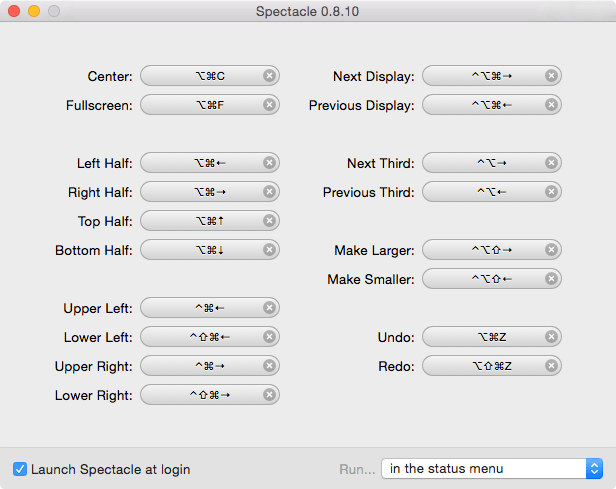 Spectacle 0.8.10
Center: ⌥⌘C
Fullscreen: ⌥⌘F
Left Half: ⌥⌘←
Right Half: ⌥⌘→
Top Half: ⌥⌘↑
Bottom Half: ⌥⌘↓
Upper Left: ^⌘←
Lower Left: ^⇧⌘←
Upper Right: ^⌘→
Lower Right: ^⇧⌘→
Next Display: ^⌥⌘→
Previous Display: ^⌥⌘←
Next Third: ^⌥→
Previous Third: ^⌥←
Make Larger: ^⌥⇧→
Make Smaller: ^⌥⇧←
Undo: ⌥⌘Z
Redo: ⌥⇧⌘Z
Launch Spectacle at login
Run... in the status menu